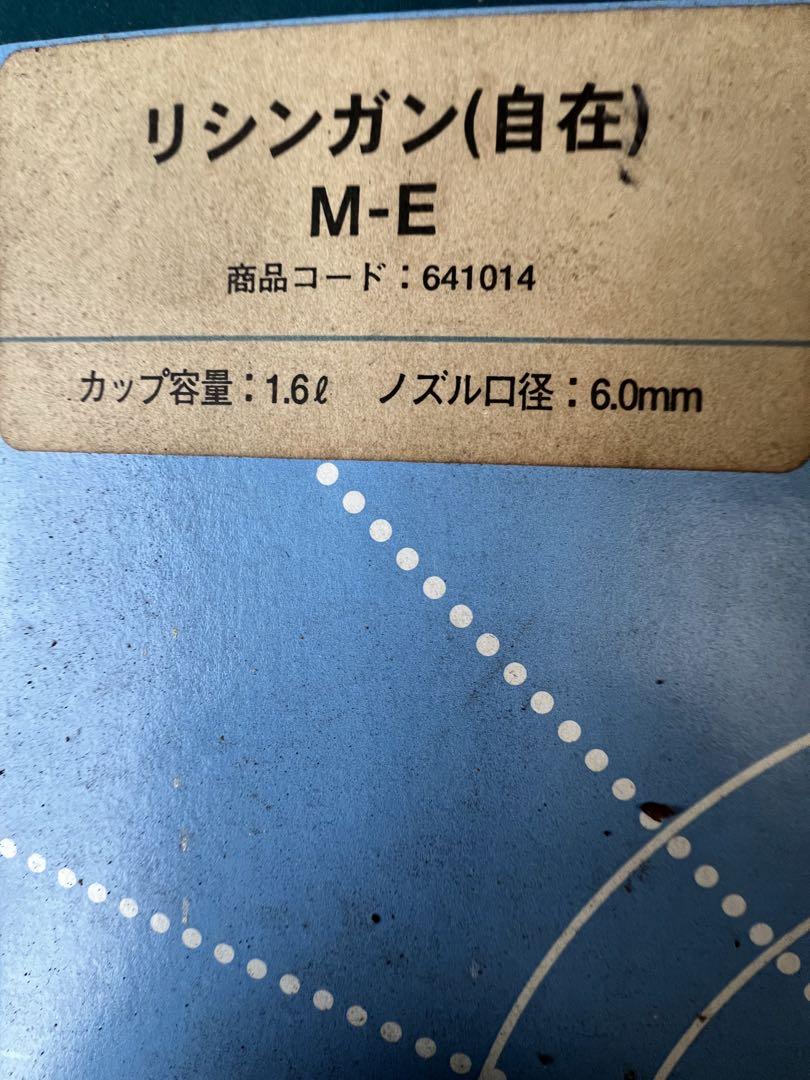 リシンガン(自在)
M-E
商品コード：641014
カップ容量：1.6ℓ　ノズル口径：6.0mm